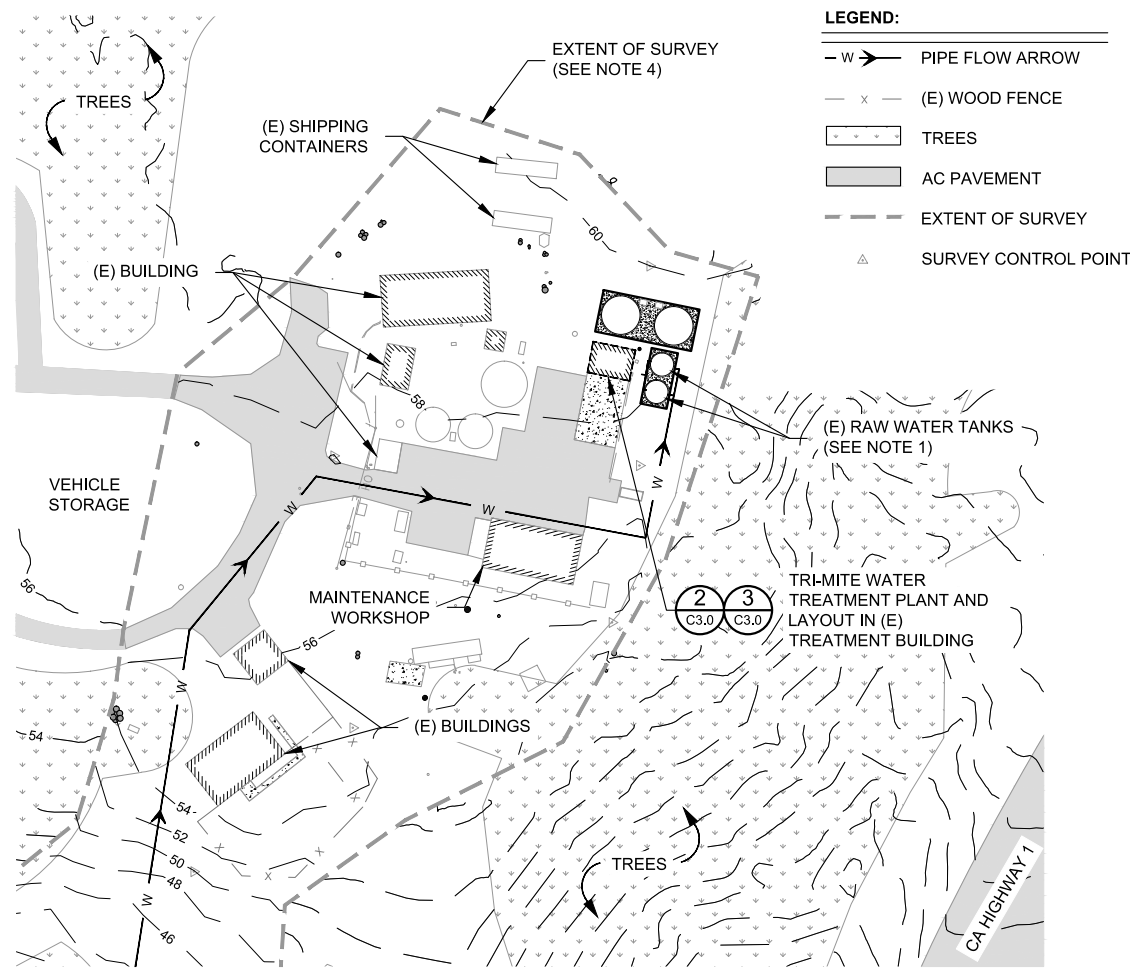 LEGEND:
W PIPE FLOW ARROW
x (E) WOOD FENCE
TREES
AC PAVEMENT
EXTENT OF SURVEY
SURVEY CONTROL POINT
EXTENT OF SURVEY
(SEE NOTE 4)
TREES
(E) SHIPPING
CONTAINERS
60
(E) BUILDING
58
(E) RAW WATER TANKS
(SEE NOTE 1)
VEHICLE
STORAGE
W
W
W
56
MAINTENANCE
WORKSHOP
2
C3.0
3
C3.0
TRI-MITE WATER
TREATMENT PLANT AND
LAYOUT IN (E)
TREATMENT BUILDING
56
W
(E) BUILDINGS
54
54
52
50
48
46
W
TREES
CA HIGHWAY 1